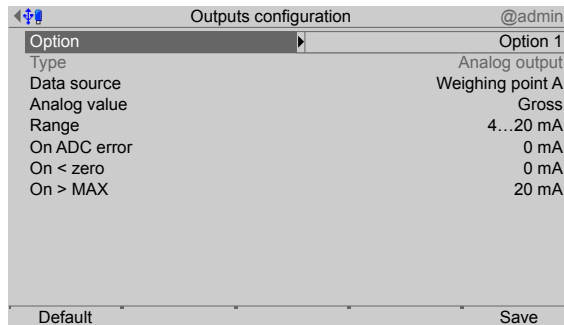 Outputs configuration @admin
Option Option 1
Type Analog output
Data source Weighing point A
Analog value Gross
Range 4…20 mA
On ADC error 0 mA
On < zero 0 mA
On > MAX 20 mA
Default Save